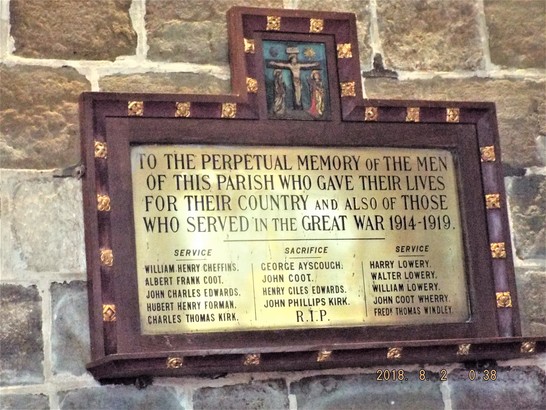 TO THE PERPETUAL MEMORY OF THE MEN
OF THIS PARISH WHO GAVE THEIR LIVES
FOR THEIR COUNTRY AND ALSO OF THOSE
WHO SERVED IN THE GREAT WAR 1914-1919.
SERVICE
WILLIAM HENRY CHEFFINS.
ALBERT FRANK COOT.
JOHN CHARLES EDWARDS.
HUBERT HENRY FORMAN.
CHARLES THOMAS KIRK.
SACRIFICE
GEORGE AYSCOUGH.
JOHN COOT.
HENRY GILES EDWARDS.
JOHN PHILLIPS KIRK.
R.I.P.
SERVICE
HARRY LOWERY.
WALTER LOWERY.
WILLIAM LOWERY.
JOHN COOT WHERRY.
FREDK THOMAS WINDLEY.
2018. 8. 2 0:38